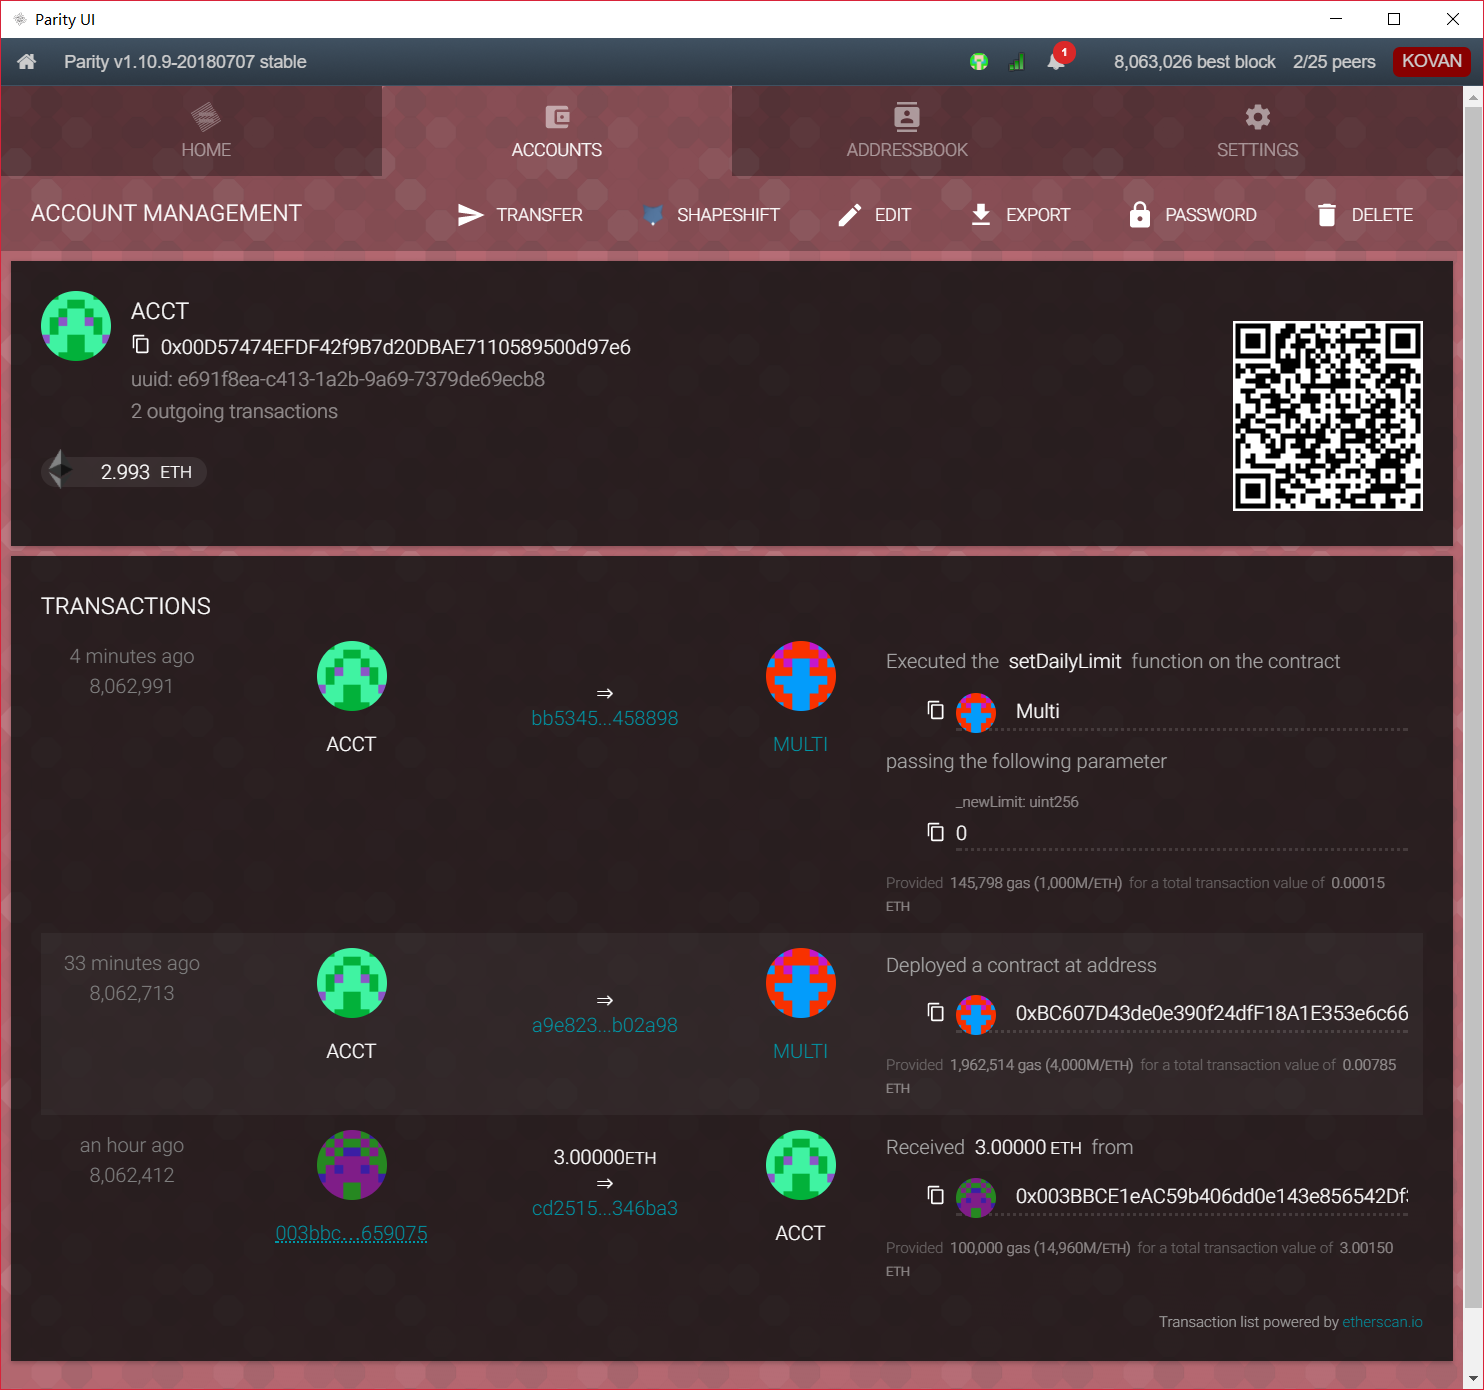 Parity UI
Parity v1.10.9-20180707 stable
1
8,063,026 best block
2/25 peers
KOVAN
HOME
ACCOUNTS
ADDRESSBOOK
SETTINGS
ACCOUNT MANAGEMENT
TRANSFER
SHAPESHIFT
EDIT
EXPORT
PASSWORD
DELETE
ACCT
0x00D57474EFDF42f9B7d20DBAE7110589500d97e6
uuid: e691f8ea-c413-1a2b-9a69-7379de69ecb8
2 outgoing transactions
2.993 ETH
TRANSACTIONS
4 minutes ago
8,062,991
ACCT
⇒
bb5345...458898
MULTI
Executed the setDailyLimit function on the contract
Multi
passing the following parameter
_newLimit: uint256
0
Provided 145,798 gas (1,000M/ETH) for a total transaction value of 0.00015
ETH
33 minutes ago
8,062,713
ACCT
⇒
a9e823...b02a98
MULTI
Deployed a contract at address
0xBC607D43de0e390f24dfF18A1E353e6c66
Provided 1,962,514 gas (4,000M/ETH) for a total transaction value of 0.00785
ETH
an hour ago
8,062,412
003bbc...659075
3.00000ETH
⇒
cd2515...346ba3
ACCT
Received 3.00000 ETH from
0x003BBCE1eAC59b406dd0e143e856542Df3
Provided 100,000 gas (14,960M/ETH) for a total transaction value of 3.00150
ETH
Transaction list powered by etherscan.io